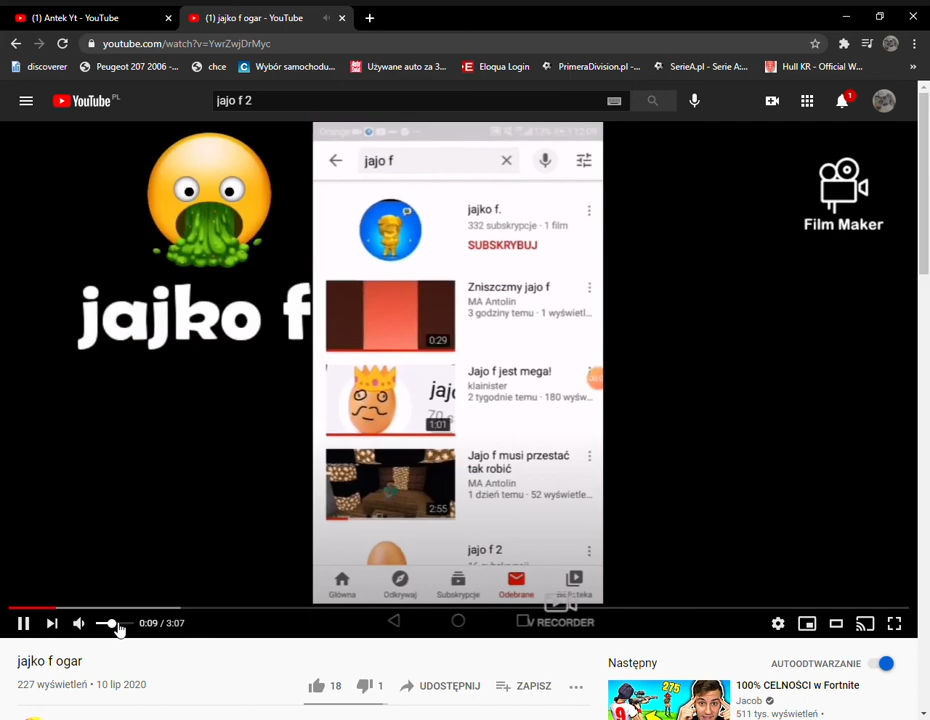 (1) Antek Yt - YouTube
(1) jajko f ogar - YouTube
youtube.com/watch?v=YwrZwjDrMyc
discoverer
Peugeot 207 2006 -...
chce
Wybór samochodu...
Używane auto za 3...
Eloqua Login
PrimeraDivision.pl -...
SerieA.pl - Serie A:...
Hull KR - Official W...
»
YouTube PL
jajo f 2
1
12:09
jajo f
jajko f.
332 subskrypcje · 1 film
SUBSKRYBUJ
Zniszczmy jajo f
MA Antolin
3 godziny temu · 1 wyświetl...
0:29
Jajo f jest mega!
klainister
2 tygodnie temu · 180 wyśw...
1:01
Jajo f musi przestać
tak robić
MA Antolin
1 dzień temu · 52 wyświetle...
2:55
jajo f 2
Główna
Odkrywaj
Subskrypcje
Odebrane
jajko f
Film Maker
V RECORDER
0:09 / 3:07
jajko f ogar
227 wyświetleń • 10 lip 2020
18
1
UDOSTĘPNIJ
ZAPISZ
Następny
AUTOODTWARZANIE
275
100% CELNOŚCI w Fortnite
Jacob
511 tys. wyświetleń •